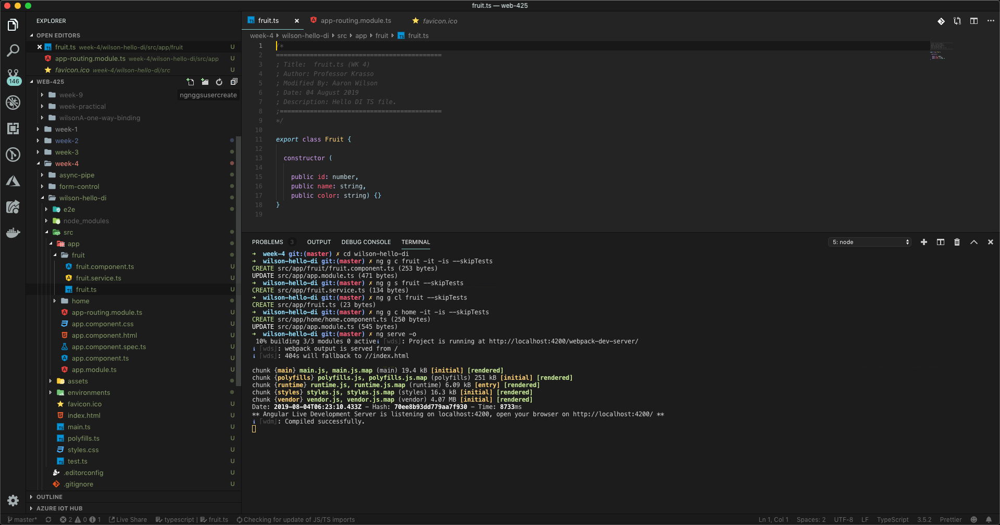 fruit.ts — web-425
EXPLORER
OPEN EDITORS
fruit.ts week-4/wilson-hello-di/src/app/fruit U
app-routing.module.ts week-4/wilson-hello-di/src/app U
favicon.ico week-4/wilson-hello-di/src U
146
WEB-425
week-9
ngnggsusercreate
week-practical
wilsonA-one-way-binding
week-1
week-2
week-3
week-4
async-pipe
form-control
wilson-hello-di
e2e
node_modules
src
app
fruit
fruit.component.ts U
fruit.service.ts U
fruit.ts U
home
app-routing.module.ts U
app.component.css U
app.component.html U
app.component.spec.ts U
app.component.ts U
app.module.ts U
assets
environments
favicon.ico U
index.html U
main.ts U
polyfills.ts U
styles.css U
test.ts U
.editorconfig U
.gitignore U
OUTLINE
AZURE IOT HUB
fruit.ts
app-routing.module.ts
favicon.ico
week-4 wilson-hello-di src app fruit fruit.ts
1 /*
2 ============================================
3 ; Title:  fruit.ts (WK 4)
4 ; Author: Professor Krasso
5 ; Modified By: Aaron Wilson
6 ; Date: 04 August 2019
7 ; Description: Hello DI TS file.
8 ;===========================================
9 */
10
11 export class Fruit {
12
13 constructor (
14
15 public id: number,
16 public name: string,
17 public color: string) {}
18 }
19
PROBLEMS 3 OUTPUT DEBUG CONSOLE TERMINAL
5: node
➜  week-4 git:(master) ✗ cd wilson-hello-di
➜  wilson-hello-di git:(master) ✗ ng g c fruit -it -is --skipTests
CREATE src/app/fruit/fruit.component.ts (253 bytes)
UPDATE src/app/app.module.ts (471 bytes)
➜  wilson-hello-di git:(master) ✗ ng g s fruit --skipTests
CREATE src/app/fruit.service.ts (134 bytes)
➜  wilson-hello-di git:(master) ✗ ng g cl fruit --skipTests
CREATE src/app/fruit.ts (23 bytes)
➜  wilson-hello-di git:(master) ✗ ng g c home -it -is --skipTests
CREATE src/app/home/home.component.ts (250 bytes)
UPDATE src/app/app.module.ts (545 bytes)
➜  wilson-hello-di git:(master) ✗ ng serve -o
10% building 3/3 modules 0 activeℹ ｢wds｣: Project is running at http://localhost:4200/webpack-dev-server/
ℹ ｢wds｣: webpack output is served from /
ℹ ｢wds｣: 404s will fallback to //index.html
chunk {main} main.js, main.js.map (main) 19.4 kB [initial] [rendered]
chunk {polyfills} polyfills.js, polyfills.js.map (polyfills) 251 kB [initial] [rendered]
chunk {runtime} runtime.js, runtime.js.map (runtime) 6.09 kB [entry] [rendered]
chunk {styles} styles.js, styles.js.map (styles) 16.3 kB [initial] [rendered]
chunk {vendor} vendor.js, vendor.js.map (vendor) 4.07 MB [initial] [rendered]
Date: 2019-08-04T06:23:10.433Z - Hash: 70ee8b93dd779aa7f930 - Time: 8733ms
** Angular Live Development Server is listening on localhost:4200, open your browser on http://localhost:4200/ **
ℹ ｢wdm｣: Compiled successfully.
master* 2 0 1 Live Share typescript | fruit.ts Checking for update of JS/TS imports
Ln 1, Col 1 Spaces: 2 UTF-8 LF TypeScript 3.5.2 Prettier